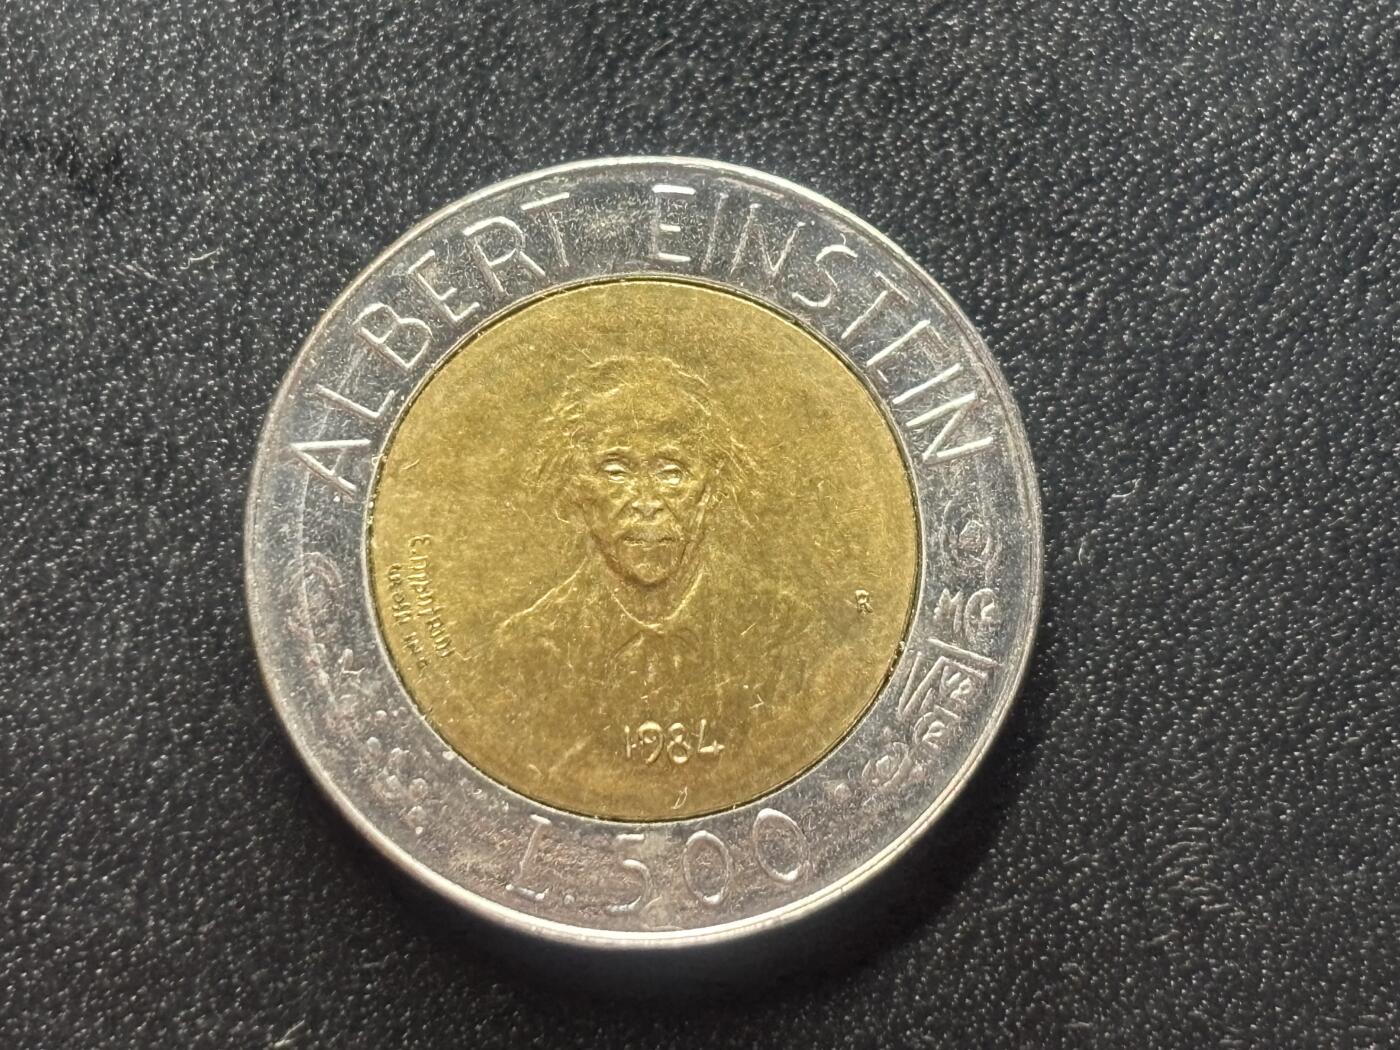 ALBERT EINSTEIN
R
1984
L.500